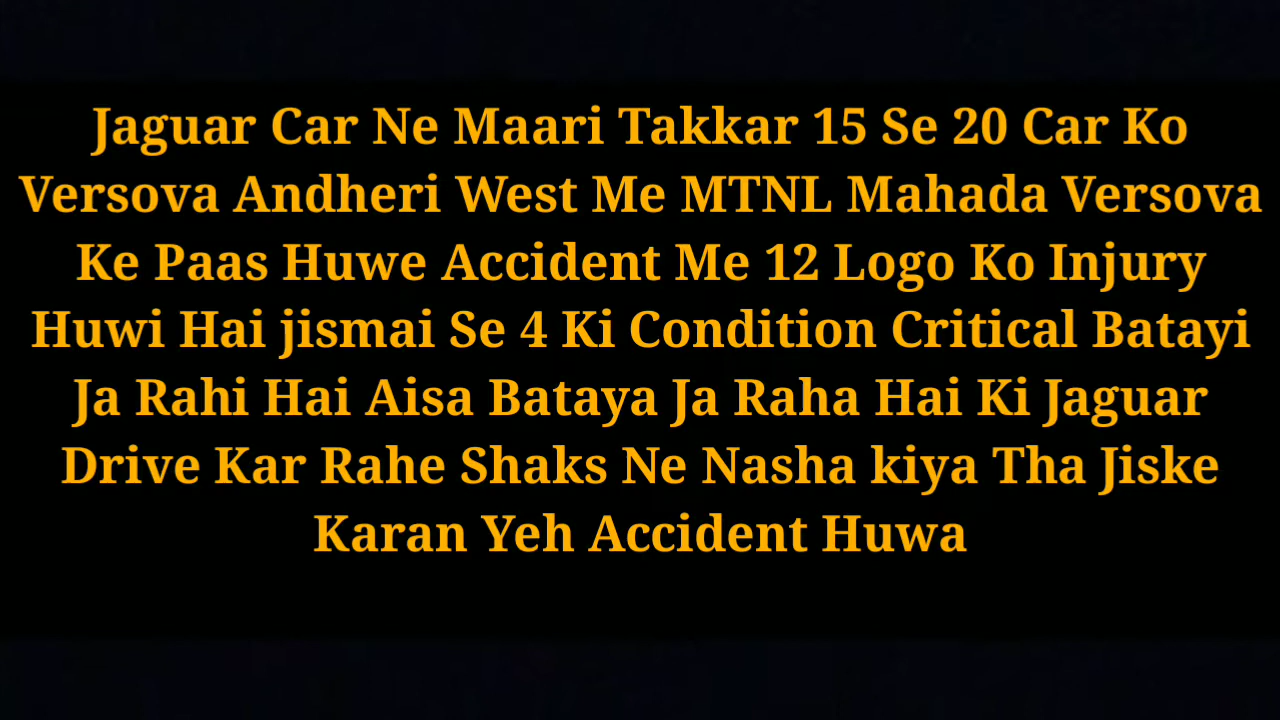 Jaguar Car Ne Maari Takkar 15 Se 20 Car Ko
Versova Andheri West Me MTNL Mahada Versova
Ke Paas Huwe Accident Me 12 Logo Ko Injury
Huwi Hai jismai Se 4 Ki Condition Critical Batayi
Ja Rahi Hai Aisa Bataya Ja Raha Hai Ki Jaguar
Drive Kar Rahe Shaks Ne Nasha kiya Tha Jiske
Karan Yeh Accident Huwa